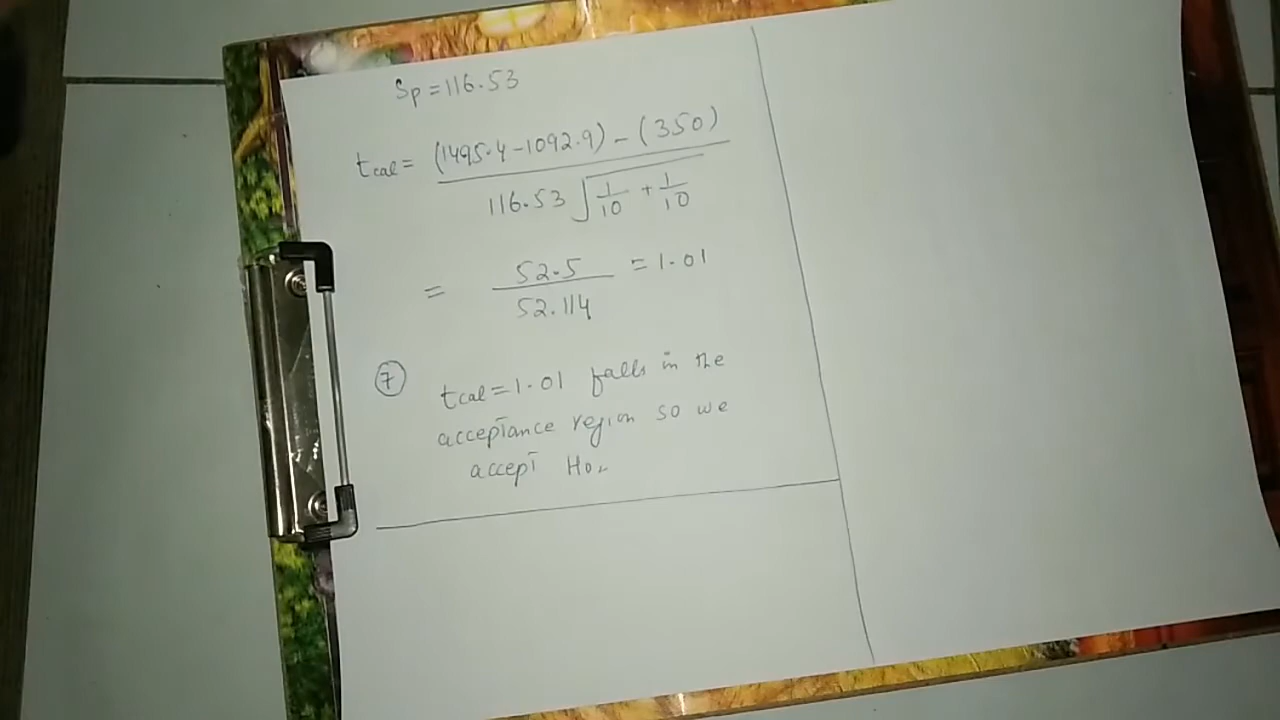 Sp = 116.53
tcal = (1495.4 - 1092.9) - (350)
116.53 √ 1/10 + 1/10
= 52.5 / 52.114 = 1.01
⑦ tcal = 1.01 falls in the
acceptance region so we
accept Ho.